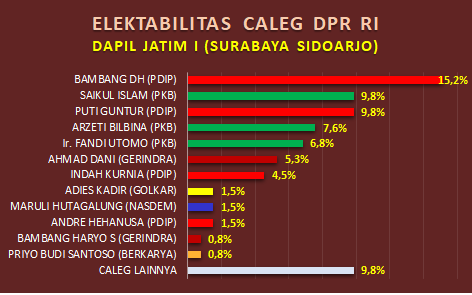 ELEKTABILITAS CALEG DPR RI
DAPIL JATIM I (SURABAYA SIDOARJO)
BAMBANG DH (PDIP) 15,2%
SAIKUL ISLAM (PKB) 9,8%
PUTI GUNTUR (PDIP) 9,8%
ARZETI BILBINA (PKB) 7,6%
Ir. FANDI UTOMO (PKB) 6,8%
AHMAD DANI (GERINDRA) 5,3%
INDAH KURNIA (PDIP) 4,5%
ADIES KADIR (GOLKAR) 1,5%
MARULI HUTAGALUNG (NASDEM) 1,5%
ANDRE HEHANUSA (PDIP) 1,5%
BAMBANG HARYO S (GERINDRA) 0,8%
PRIYO BUDI SANTOSO (BERKARYA) 0,8%
CALEG LAINNYA 9,8%